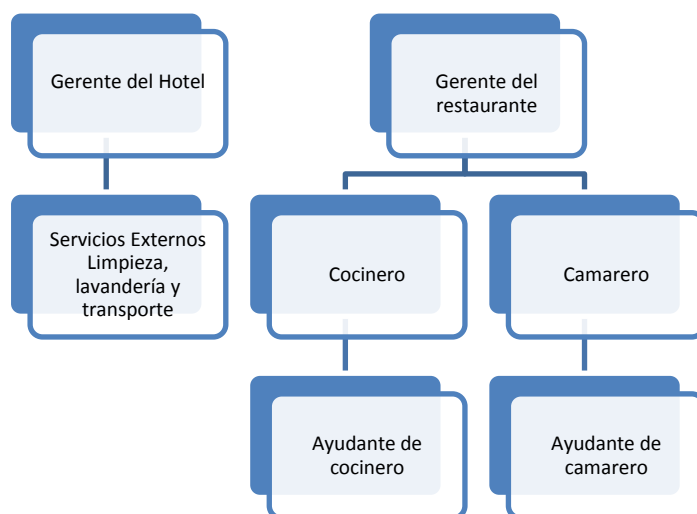 Gerente del Hotel
Gerente del
restaurante
Servicios Externos
Limpieza,
lavandería y
transporte
Cocinero
Camarero
Ayudante de
cocinero
Ayudante de
camarero